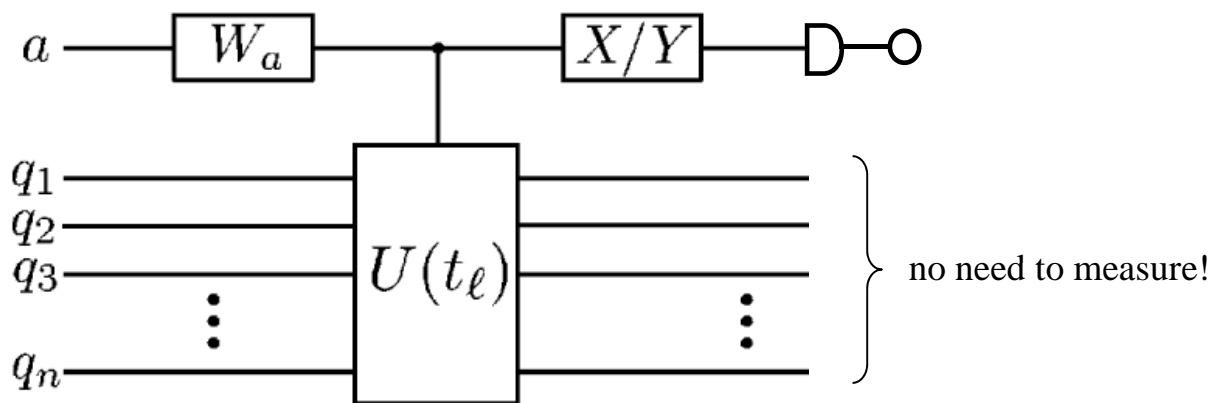 a W_a X/Y
q_1
q_2
q_3 U(t_ℓ) no need to measure!
q_n